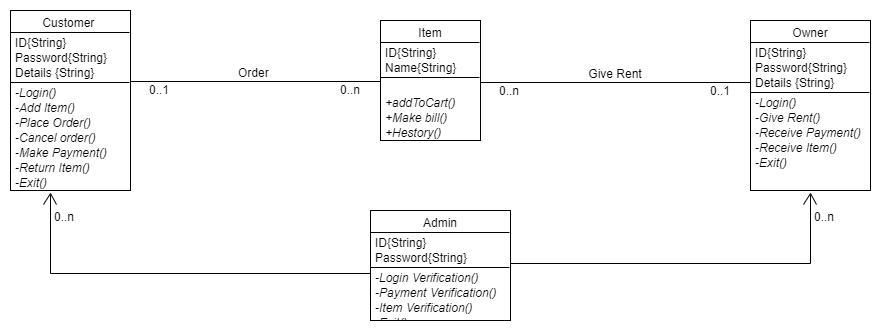 Customer
ID{String}
Password{String}
Details {String}
-Login()
-Add Item()
-Place Order()
-Cancel order()
-Make Payment()
-Return Item()
-Exit()
Order
0..1
0..n
Item
ID{String}
Name{String}
+addToCart()
+Make bill()
+Hestory()
Give Rent
0..n
0..1
Owner
ID{String}
Password{String}
Details {String}
-Login()
-Give Rent()
-Receive Payment()
-Receive Item()
-Exit()
0..n
0..n
Admin
ID{String}
Password{String}
-Login Verification()
-Payment Verification()
-Item Verification()
-Exit()